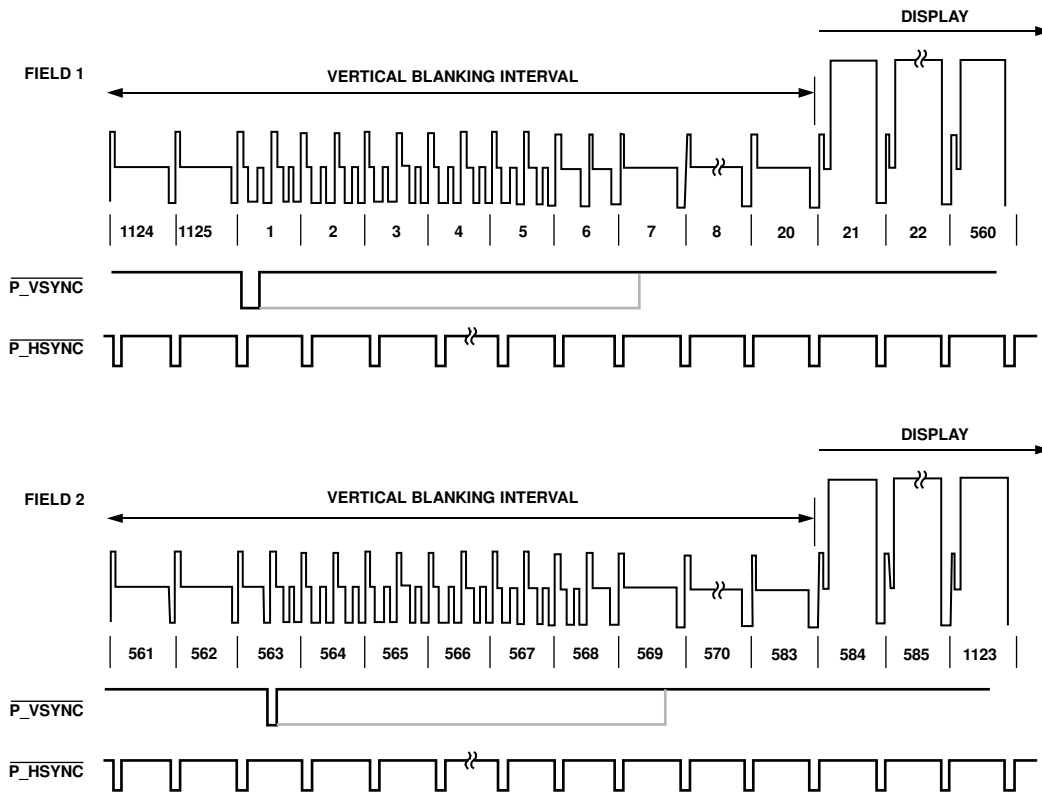 DISPLAY
FIELD 1
VERTICAL BLANKING INTERVAL
1124 1125 1 2 3 4 5 6 7 8 20 21 22 560
P_VSYNC
P_HSYNC
DISPLAY
FIELD 2
VERTICAL BLANKING INTERVAL
561 562 563 564 565 566 567 568 569 570 583 584 585 1123
P_VSYNC
P_HSYNC